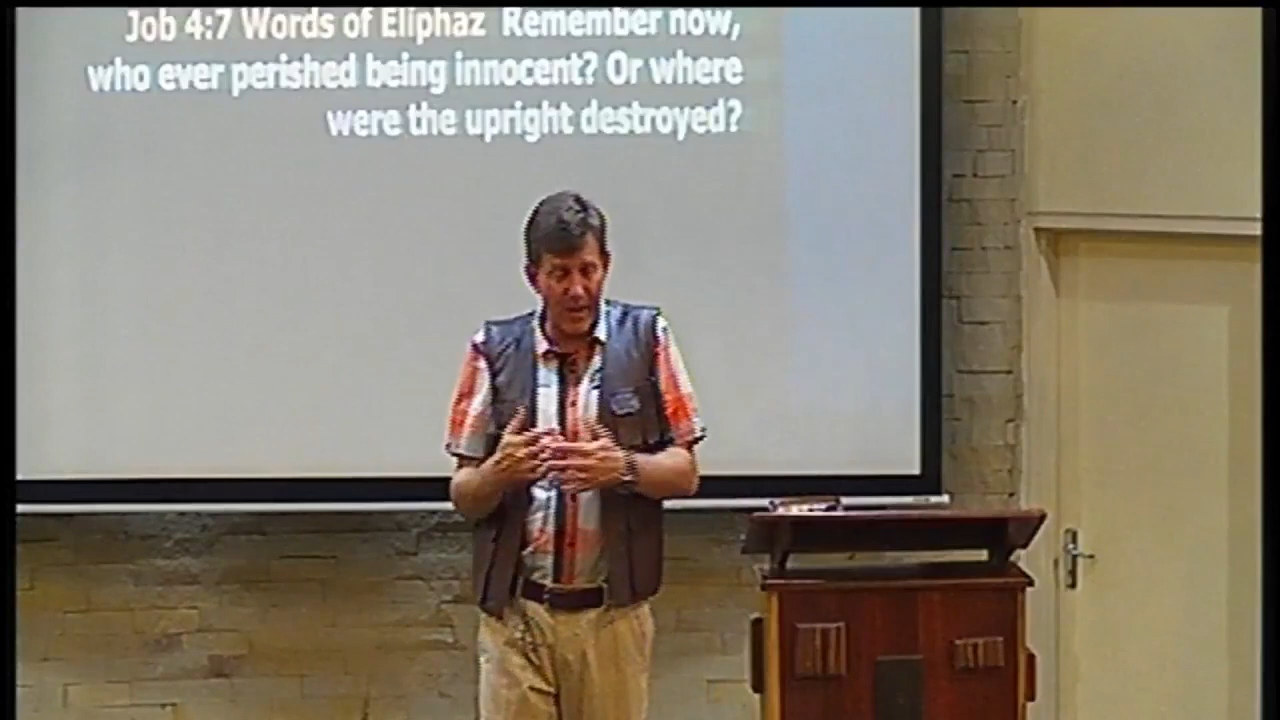 Job 4:7 Words of Eliphaz Remember now,
who ever perished being innocent? Or where
were the upright destroyed?